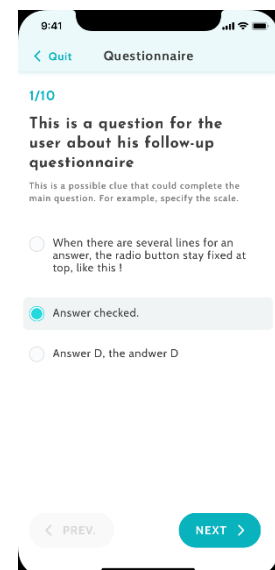 9:41
Quit
Questionnaire
1/10
This is a question for the
user about his follow-up
questionnaire
This is a possible clue that could complete the
main question. For example, specify the scale.
When there are several lines for an
answer, the radio button stay fixed at
top, like this !
Answer checked.
Answer D, the andwer D
PREV.
NEXT